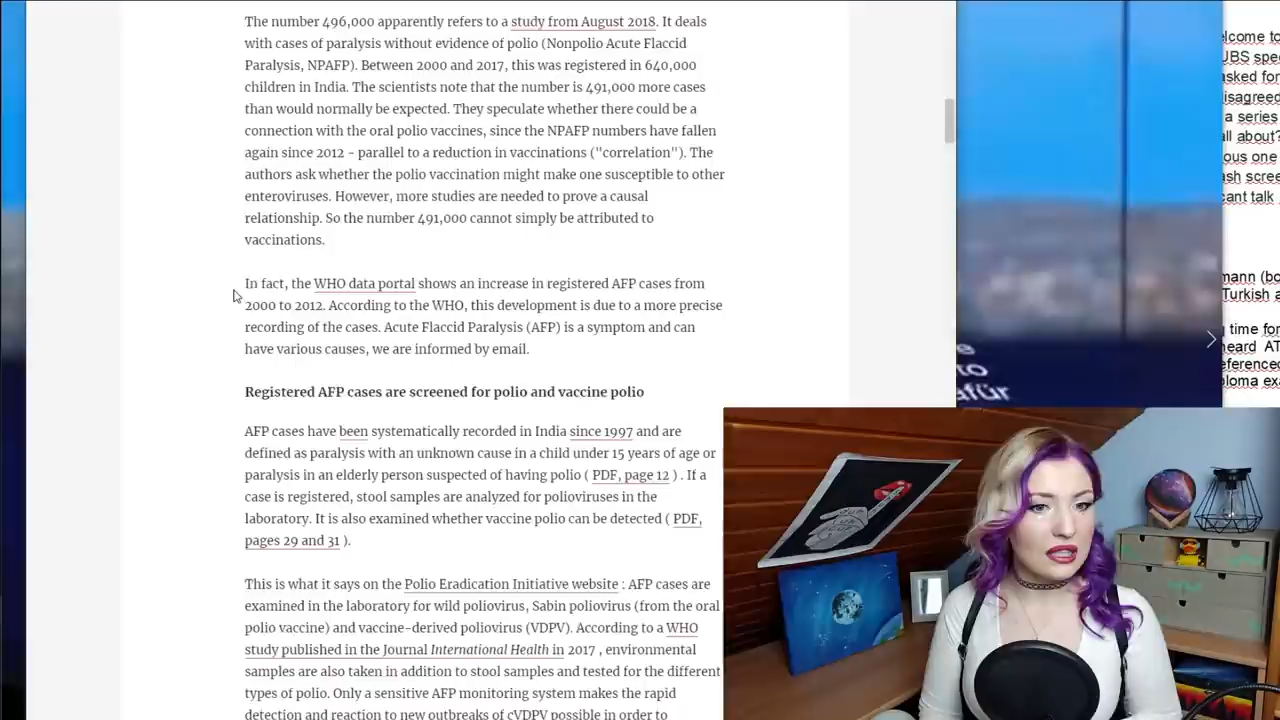 The number 496,000 apparently refers to a study from August 2018. It deals
with cases of paralysis without evidence of polio (Nonpolio Acute Flaccid
Paralysis, NPAFP). Between 2000 and 2017, this was registered in 640,000
children in India. The scientists note that the number is 491,000 more cases
than would normally be expected. They speculate whether there could be a
connection with the oral polio vaccines, since the NPAFP numbers have fallen
again since 2012 - parallel to a reduction in vaccinations ("correlation"). The
authors ask whether the polio vaccination might make one susceptible to other
enteroviruses. However, more studies are needed to prove a causal
relationship. So the number 491,000 cannot simply be attributed to
vaccinations.
In fact, the WHO data portal shows an increase in registered AFP cases from
2000 to 2012. According to the WHO, this development is due to a more precise
recording of the cases. Acute Flaccid Paralysis (AFP) is a symptom and can
have various causes, we are informed by email.
Registered AFP cases are screened for polio and vaccine polio
AFP cases have been systematically recorded in India since 1997 and are
defined as paralysis with an unknown cause in a child under 15 years of age or
paralysis in an elderly person suspected of having polio ( PDF, page 12 ) . If a
case is registered, stool samples are analyzed for polioviruses in the
laboratory. It is also examined whether vaccine polio can be detected ( PDF,
pages 29 and 31 ).
This is what it says on the Polio Eradication Initiative website : AFP cases are
examined in the laboratory for wild poliovirus, Sabin poliovirus (from the oral
polio vaccine) and vaccine-derived poliovirus (VDPV). According to a WHO
study published in the Journal International Health in 2017 , environmental
samples are also taken in addition to stool samples and tested for the different
types of polio. Only a sensitive AFP monitoring system makes the rapid
detection and reaction to new outbreaks of cVDPV possible in order to
elcome to
UBS spe
asked for
isagreed
a series
all about?
ous one
ash scree
cant talk
mann (bo
Turkish a
time for
heard AT
eference
ploma exa
e
to
afür